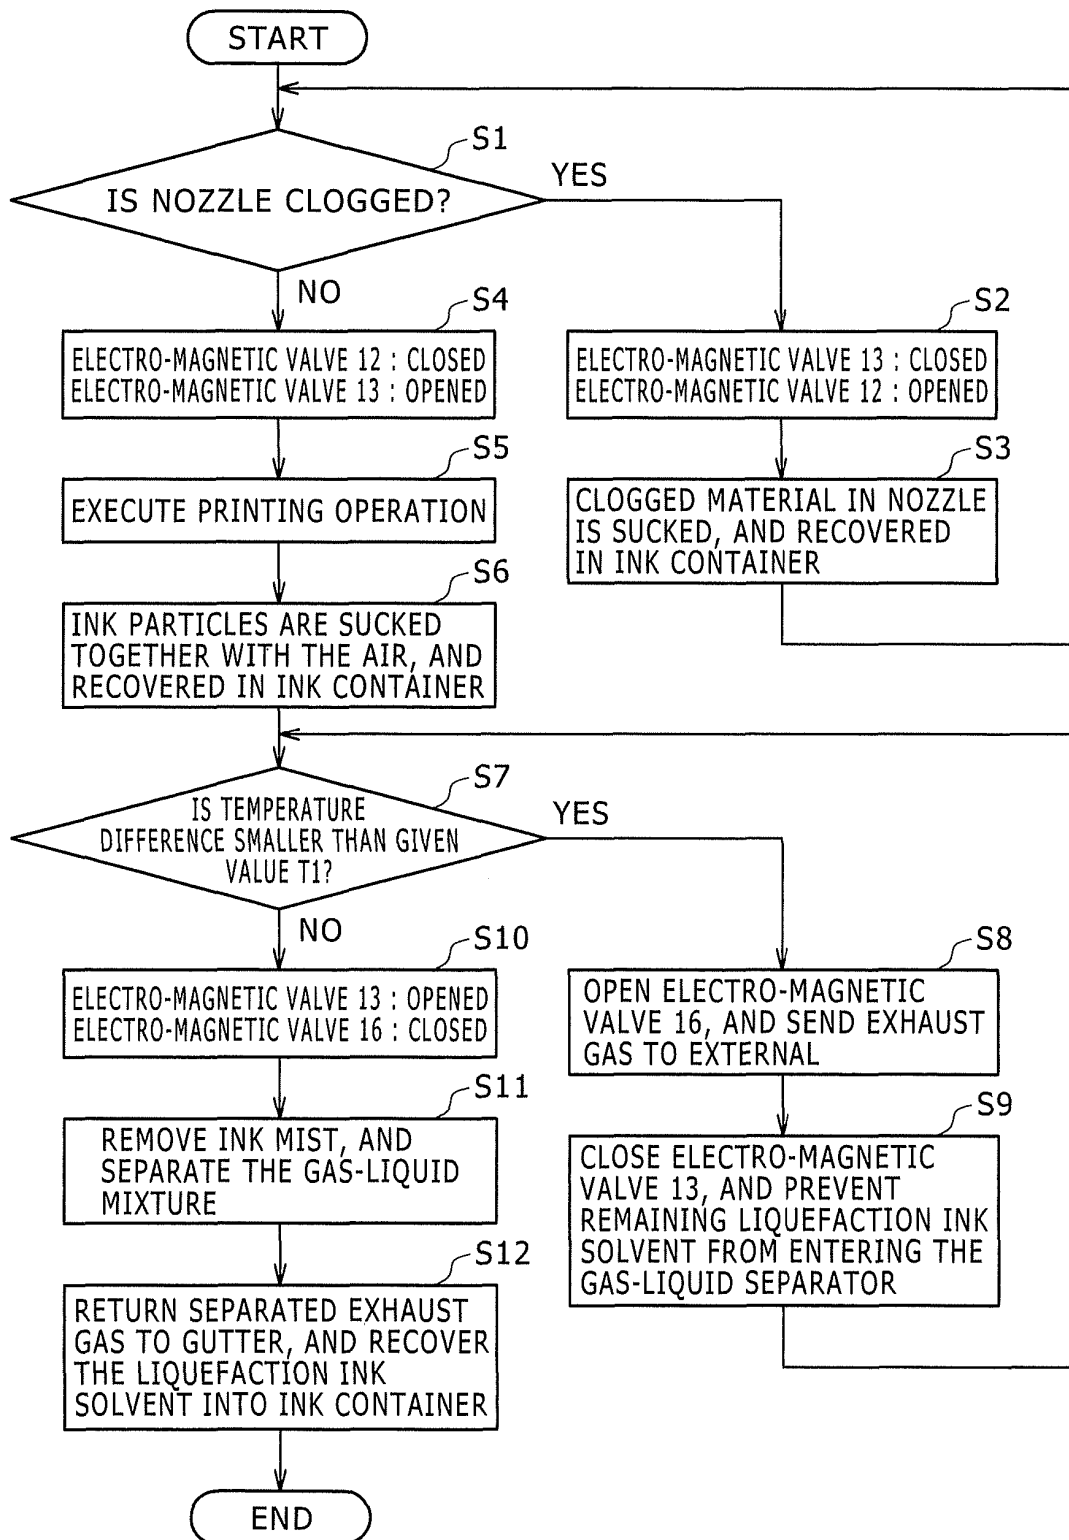 START
S1
IS NOZZLE CLOGGED?
YES
NO
S4
ELECTRO-MAGNETIC VALVE 12 : CLOSED
ELECTRO-MAGNETIC VALVE 13 : OPENED
S2
ELECTRO-MAGNETIC VALVE 13 : CLOSED
ELECTRO-MAGNETIC VALVE 12 : OPENED
S5
EXECUTE PRINTING OPERATION
S3
CLOGGED MATERIAL IN NOZZLE
IS SUCKED, AND RECOVERED
IN INK CONTAINER
S6
INK PARTICLES ARE SUCKED
TOGETHER WITH THE AIR, AND
RECOVERED IN INK CONTAINER
S7
IS TEMPERATURE
DIFFERENCE SMALLER THAN GIVEN
VALUE T1?
YES
NO
S10
ELECTRO-MAGNETIC VALVE 13 : OPENED
ELECTRO-MAGNETIC VALVE 16 : CLOSED
S8
OPEN ELECTRO-MAGNETIC
VALVE 16, AND SEND EXHAUST
GAS TO EXTERNAL
S11
REMOVE INK MIST, AND
SEPARATE THE GAS-LIQUID
MIXTURE
S9
CLOSE ELECTRO-MAGNETIC
VALVE 13, AND PREVENT
REMAINING LIQUEFACTION INK
SOLVENT FROM ENTERING THE
GAS-LIQUID SEPARATOR
S12
RETURN SEPARATED EXHAUST
GAS TO GUTTER, AND RECOVER
THE LIQUEFACTION INK
SOLVENT INTO INK CONTAINER
END